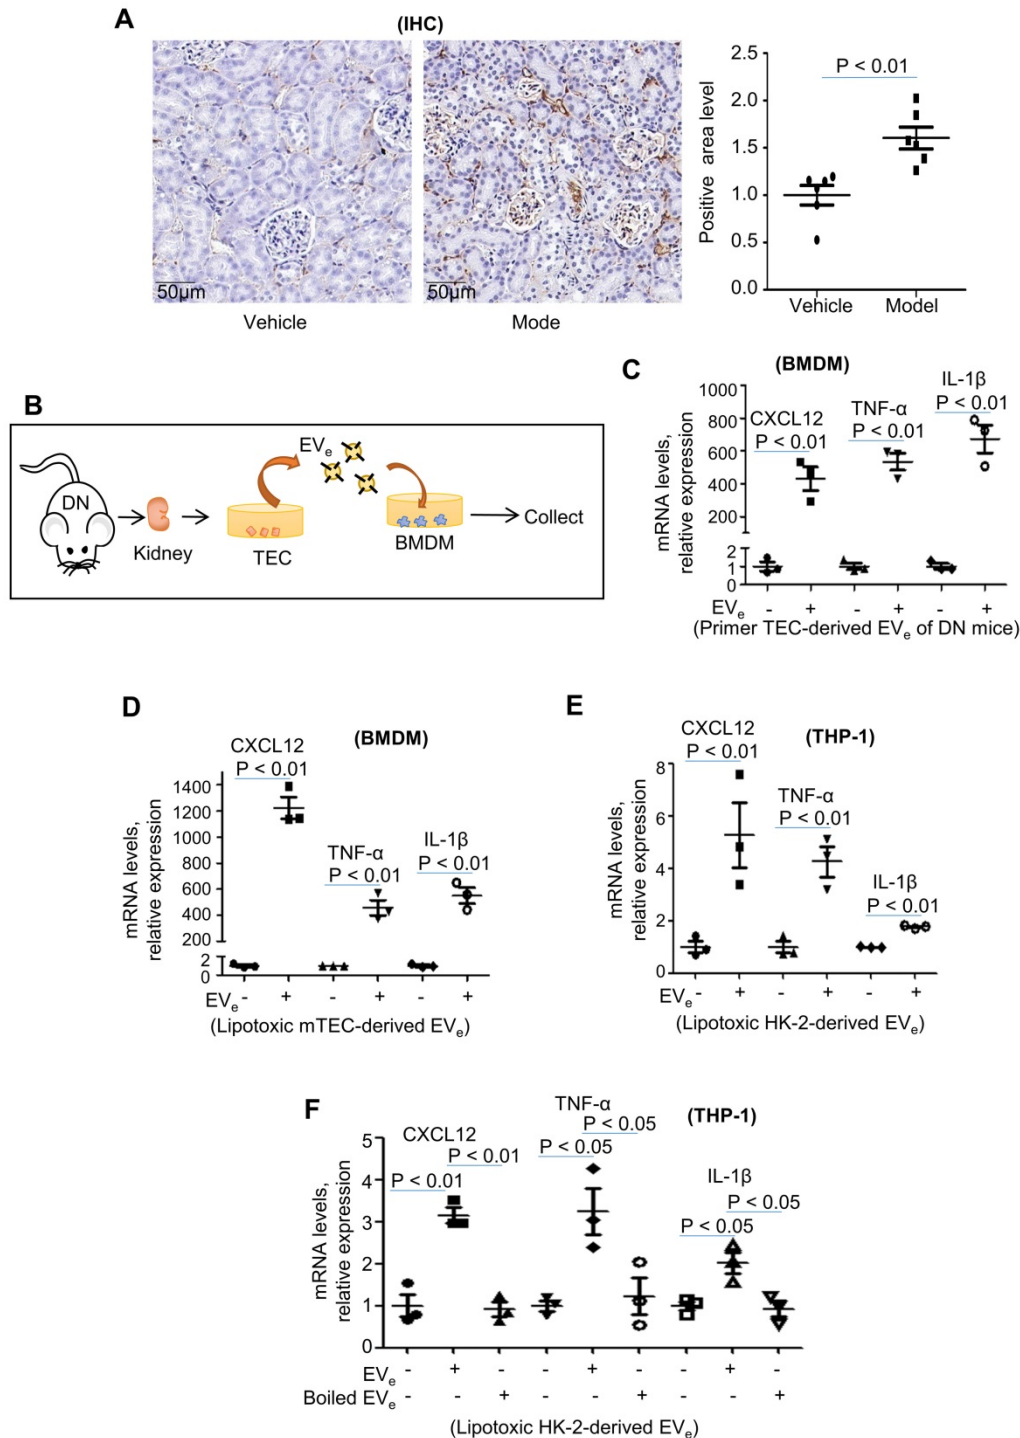 A
(IHC)
50µm
50µm
Vehicle
Mode
Positive area level
2.5
2.0
1.5
1.0
0.5
0.0
P < 0.01
Vehicle
Model
B
DN
Kidney
TEC
EVe
BMDM
Collect
C
(BMDM)
mRNA levels,
relative expression
1000
800
600
400
200
2
1
0
CXCL12
P < 0.01
TNF-α
P < 0.01
IL-1β
P < 0.01
EVe - + - + - +
(Primer TEC-derived EVe of DN mice)
D
(BMDM)
mRNA levels,
relative expression
1400
1200
1000
800
600
400
200
2
0
CXCL12
P < 0.01
TNF-α
P < 0.01
IL-1β
P < 0.01
EVe - + - + - +
(Lipotoxic mTEC-derived EVe)
E
(THP-1)
mRNA levels,
relative expression
8
6
4
2
0
CXCL12
P < 0.01
TNF-α
P < 0.01
IL-1β
P < 0.01
EVe - + - + - +
(Lipotoxic HK-2-derived EVe)
F
(THP-1)
mRNA levels,
relative expression
5
4
3
2
1
0
CXCL12
P < 0.01
P < 0.01
TNF-α
P < 0.05
P < 0.05
IL-1β
P < 0.05
P < 0.05
EVe - + - - + - - + -
Boiled EVe - - + - - + - - +
(Lipotoxic HK-2-derived EVe)